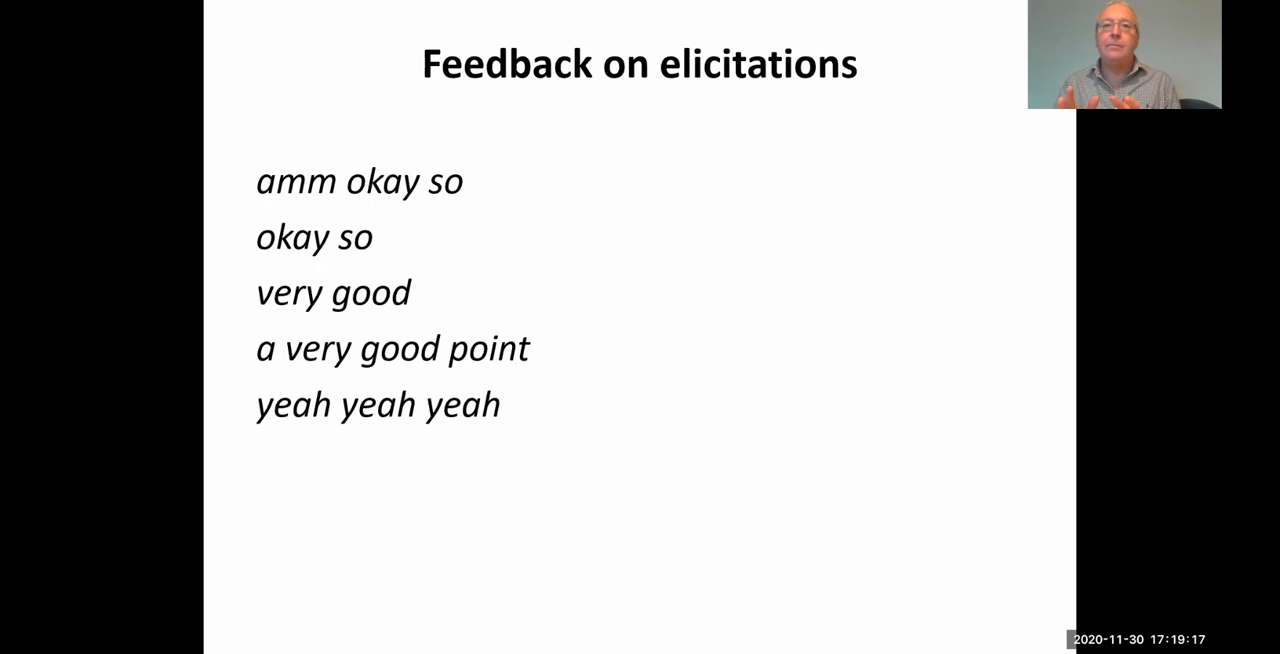 Feedback on elicitations
amm okay so
okay so
very good
a very good point
yeah yeah yeah
2020-11-30 17:19:17